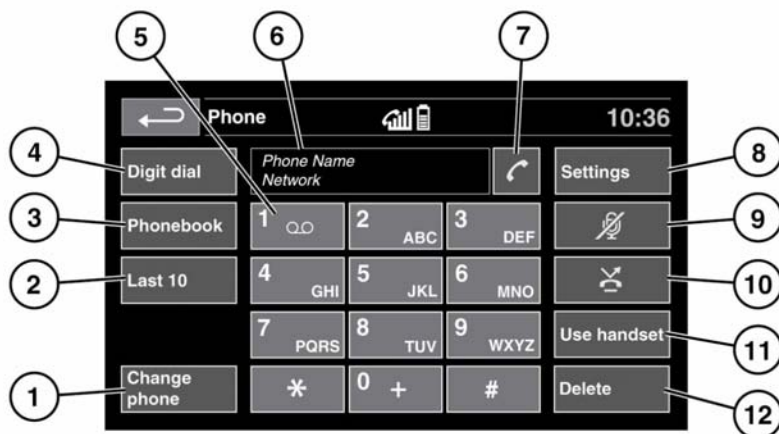 5
6
7
Phone
10:36
4
Digit dial
Phone Name
Network
Settings
8
3
Phonebook
1
2 ABC
3 DEF
9
2
Last 10
4 GHI
5 JKL
6 MNO
10
7 PQRS
8 TUV
9 WXYZ
Use handset
11
1
Change
phone
*
0 +
#
Delete
12